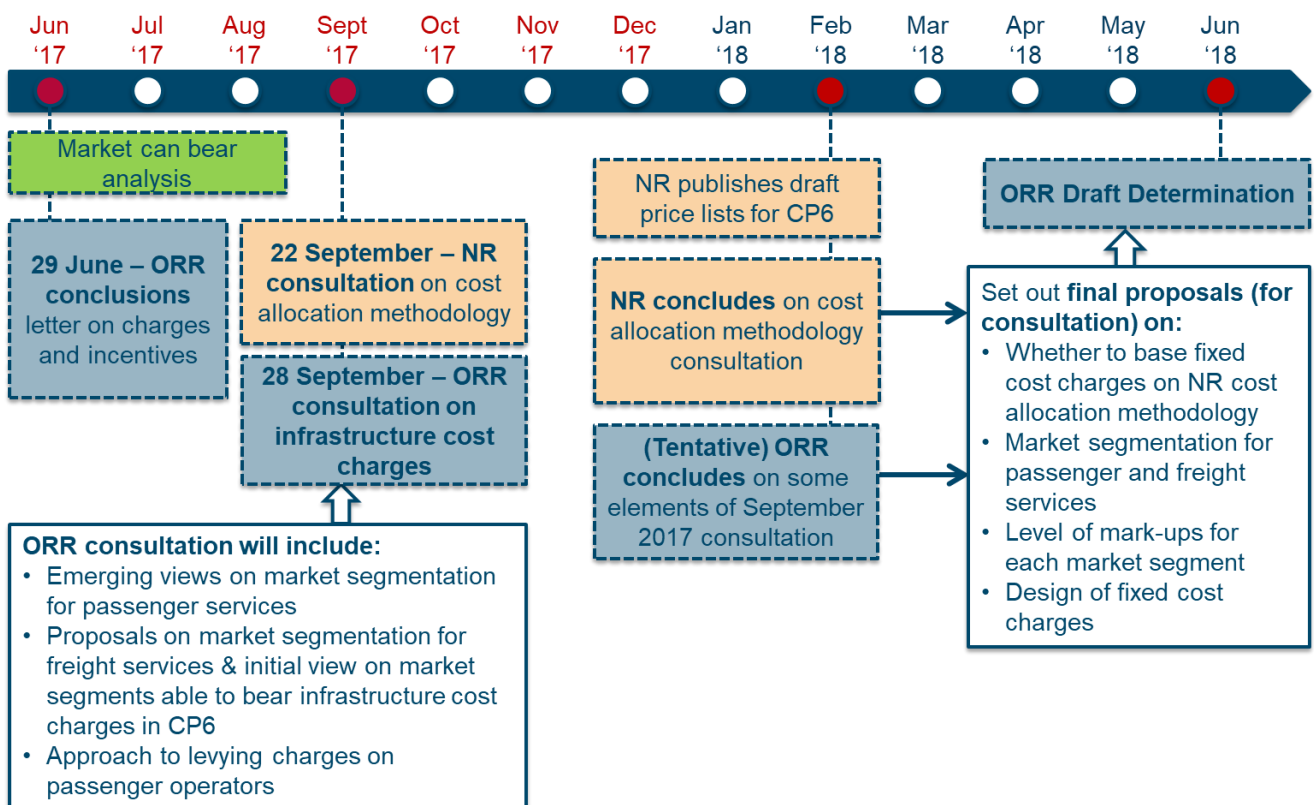 Jun Jul Aug Sept Oct Nov Dec Jan Feb Mar Apr May Jun
‘17 ‘17 ‘17 ‘17 ‘17 ‘17 ‘17 ‘18 ‘18 ‘18 ‘18 ‘18 ‘18
Market can bear
analysis
29 June – ORR
conclusions
letter on charges
and incentives
22 September – NR
consultation on cost
allocation methodology
28 September – ORR
consultation on
infrastructure cost
charges
ORR consultation will include:
• Emerging views on market segmentation
for passenger services
• Proposals on market segmentation for
freight services & initial view on market
segments able to bear infrastructure cost
charges in CP6
• Approach to levying charges on
passenger operators
NR publishes draft
price lists for CP6
NR concludes on cost
allocation methodology
consultation
(Tentative) ORR
concludes on some
elements of September
2017 consultation
ORR Draft Determination
Set out final proposals (for
consultation) on:
• Whether to base fixed
cost charges on NR cost
allocation methodology
• Market segmentation for
passenger and freight
services
• Level of mark-ups for
each market segment
• Design of fixed cost
charges